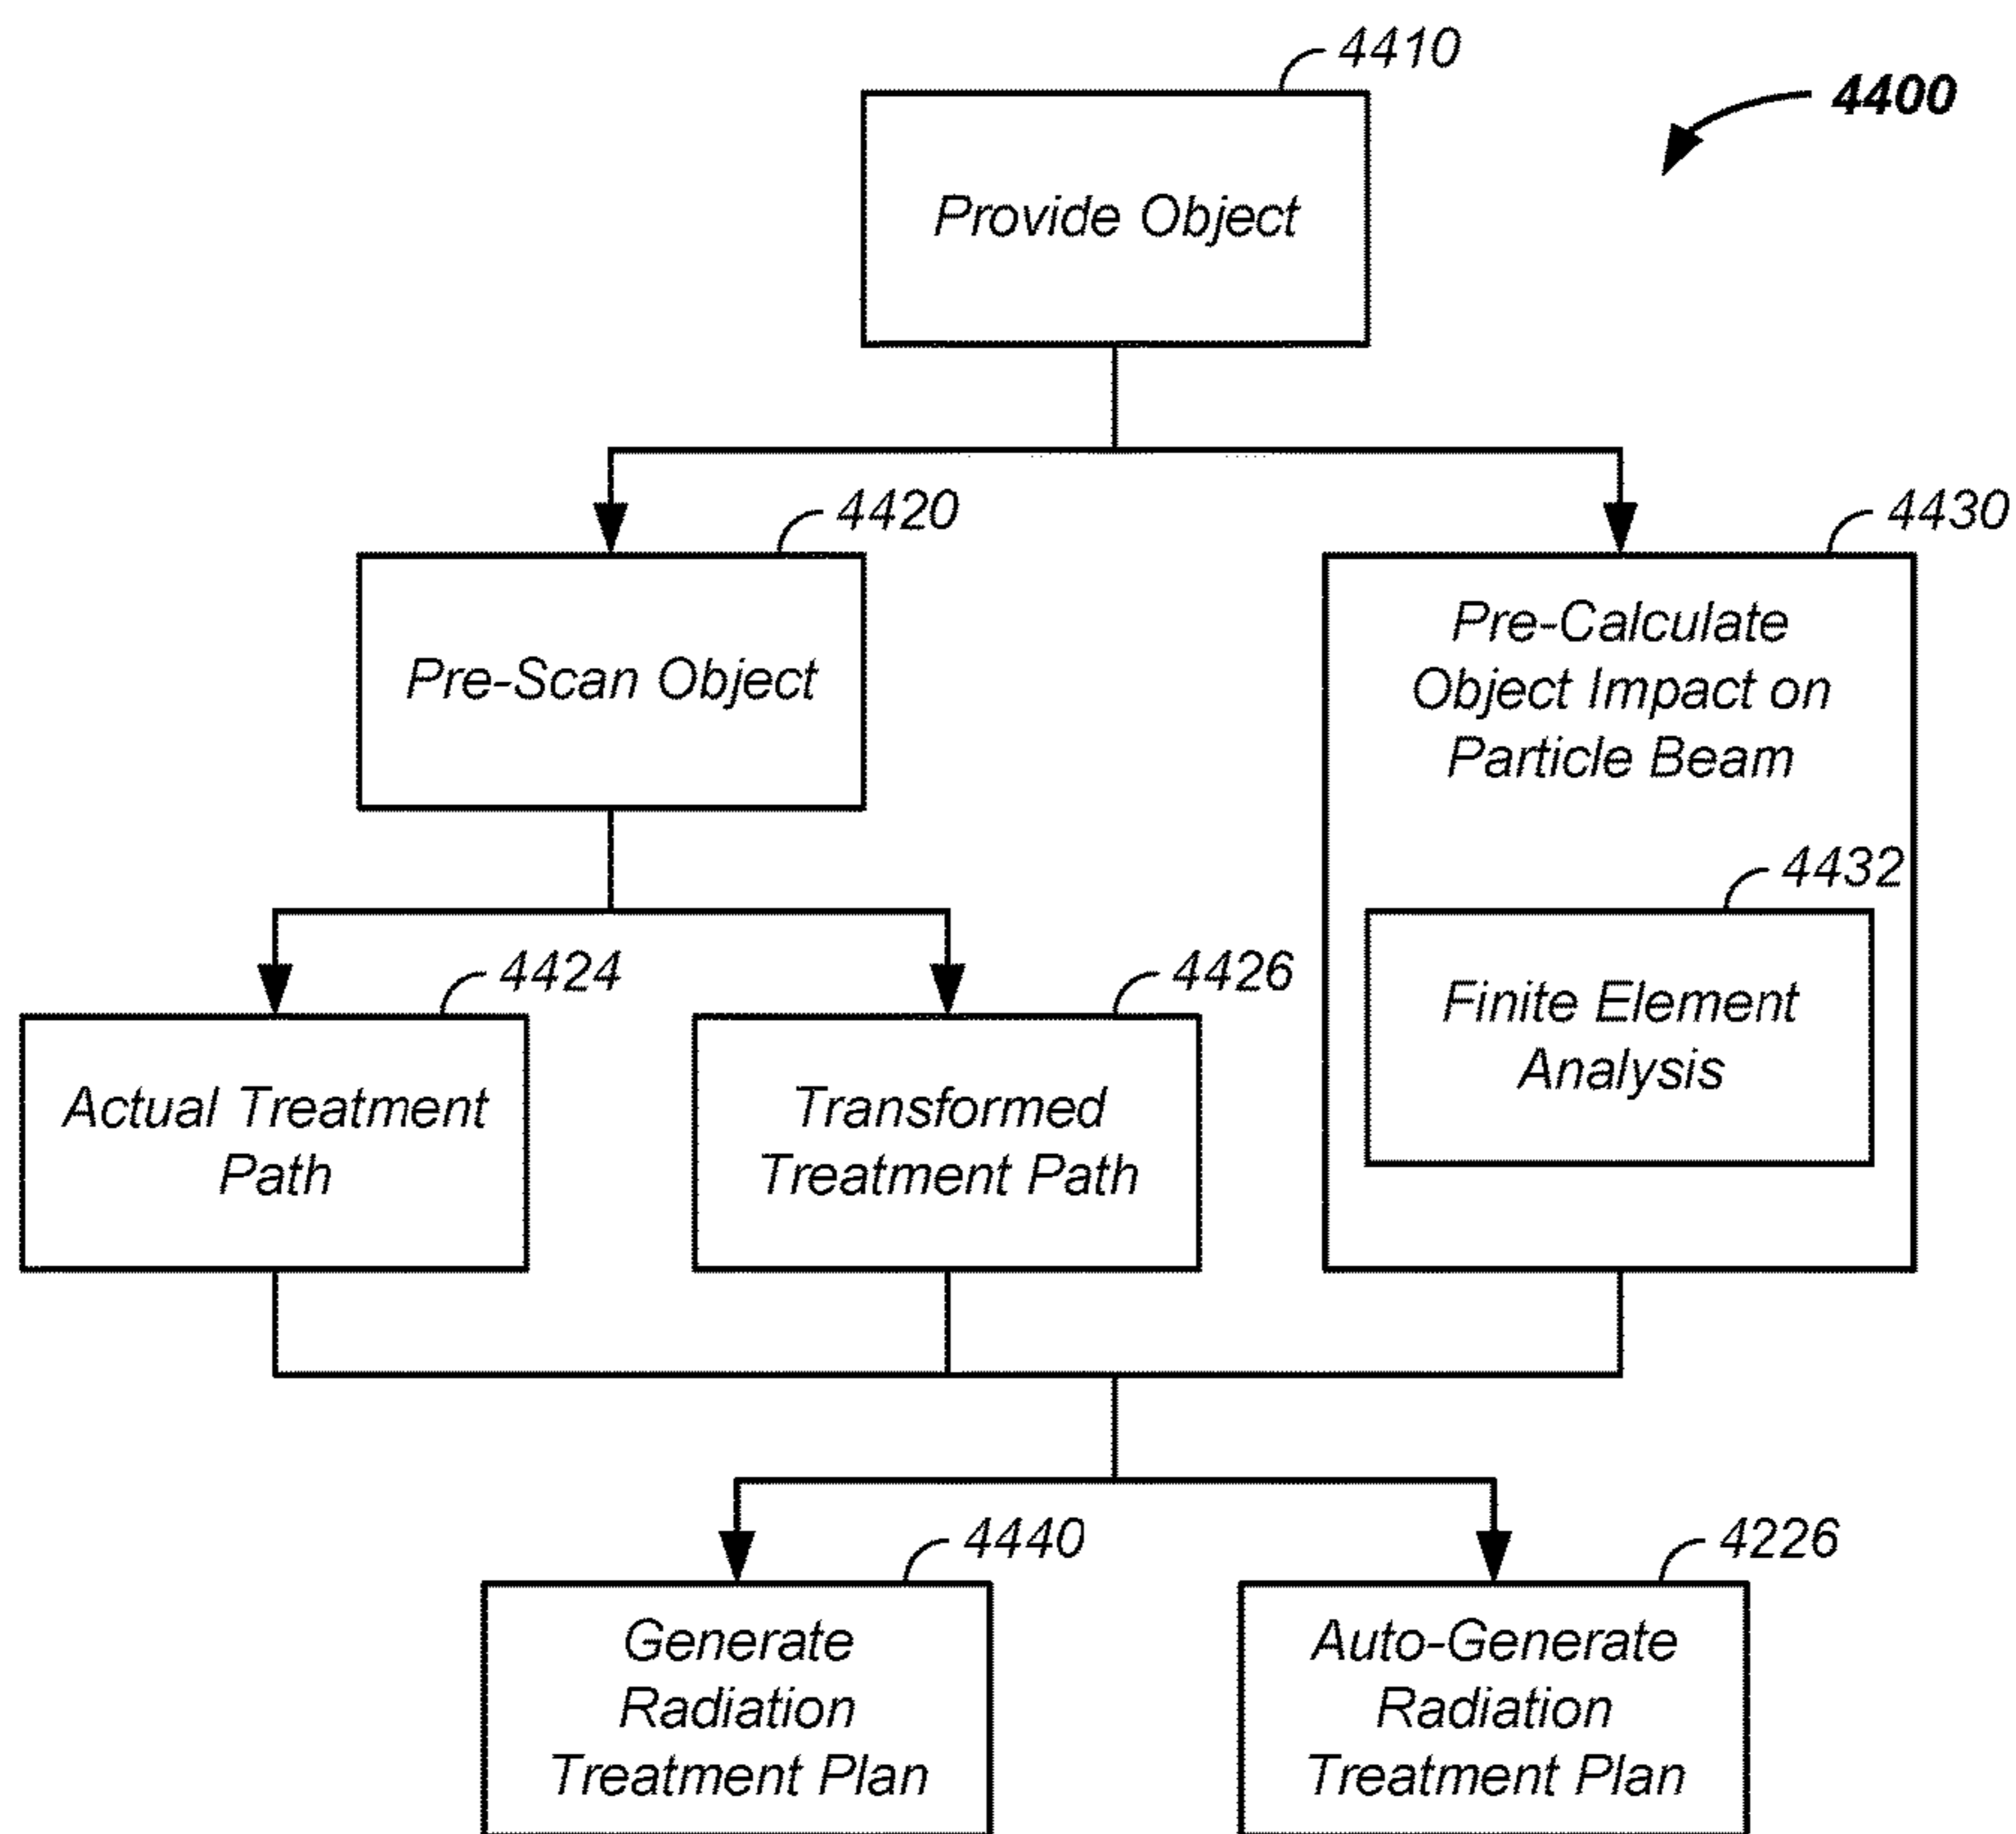 4410
4400
Provide Object
4420
4430
Pre-Scan Object
Pre-Calculate
Object Impact on
Particle Beam
4432
Finite Element
Analysis
4424
4426
Actual Treatment
Path
Transformed
Treatment Path
4440
4226
Generate
Radiation
Treatment Plan
Auto-Generate
Radiation
Treatment Plan